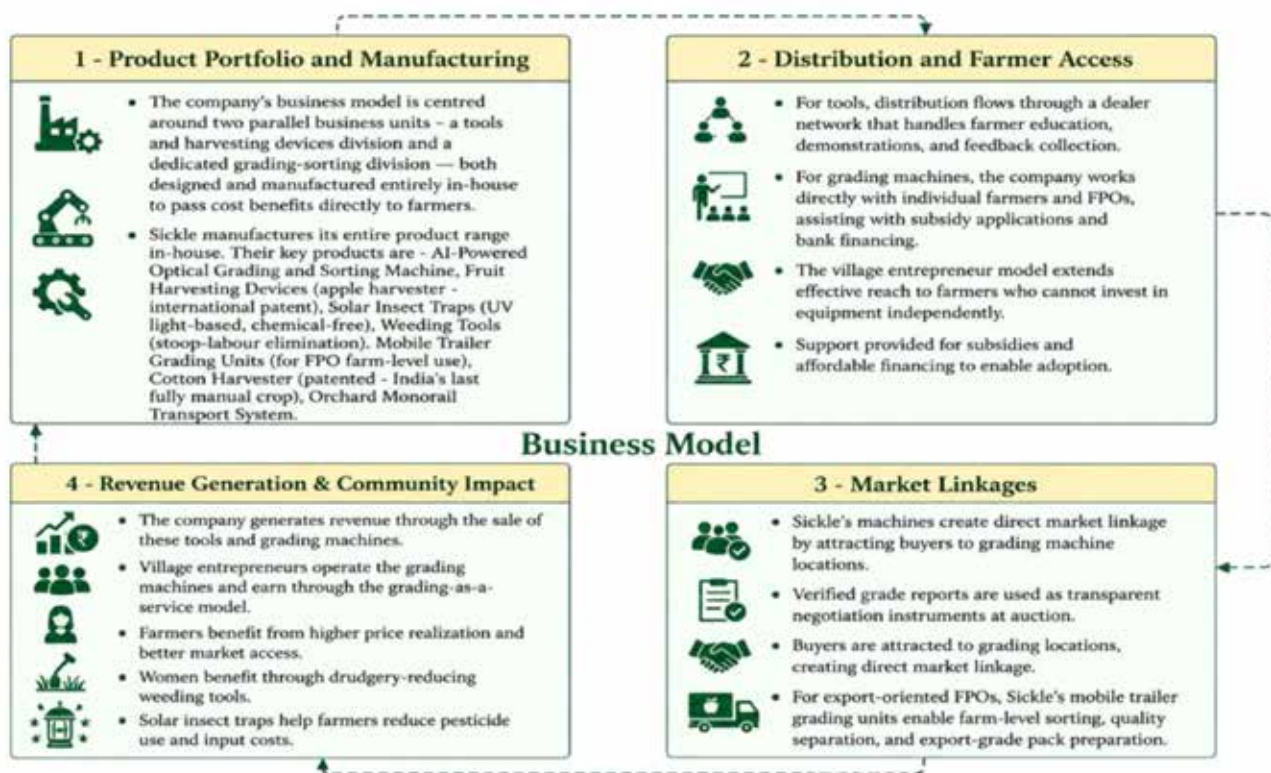 1 - Product Portfolio and Manufacturing
• The company's business model is centred
around two parallel business units – a tools
and harvesting devices division and a
dedicated grading-sorting division — both
designed and manufactured entirely in-house
to pass cost benefits directly to farmers.
• Sickle manufactures its entire product range
in-house. Their key products are - AI-Powered
Optical Grading and Sorting Machine, Fruit
Harvesting Devices (apple harvester -
international patent), Solar Insect Traps (UV
light-based, chemical-free), Weeding Tools
(stoop-labour elimination). Mobile Trailer
Grading Units (for FPO farm-level use),
Cotton Harvester (patented - India's last
fully manual crop), Orchard Monorail
Transport System.
2 - Distribution and Farmer Access
• For tools, distribution flows through a dealer
network that handles farmer education,
demonstrations, and feedback collection.
• For grading machines, the company works
directly with individual farmers and FPOs,
assisting with subsidy applications and
bank financing.
• The village entrepreneur model extends
effective reach to farmers who cannot invest in
equipment independently.
• Support provided for subsidies and
affordable financing to enable adoption.
₹
Business Model
4 - Revenue Generation & Community Impact
• The company generates revenue through the sale of
these tools and grading machines.
• Village entrepreneurs operate the grading
machines and earn through the grading-as-a-
service model.
• Farmers benefit from higher price realization and
better market access.
• Women benefit through drudgery-reducing
weeding tools.
• Solar insect traps help farmers reduce pesticide
use and input costs.
₹
3 - Market Linkages
• Sickle's machines create direct market linkage
by attracting buyers to grading machine
locations.
• Verified grade reports are used as transparent
negotiation instruments at auction.
• Buyers are attracted to grading locations,
creating direct market linkage.
• For export-oriented FPOs, Sickle's mobile trailer
grading units enable farm-level sorting, quality
separation, and export-grade pack preparation.